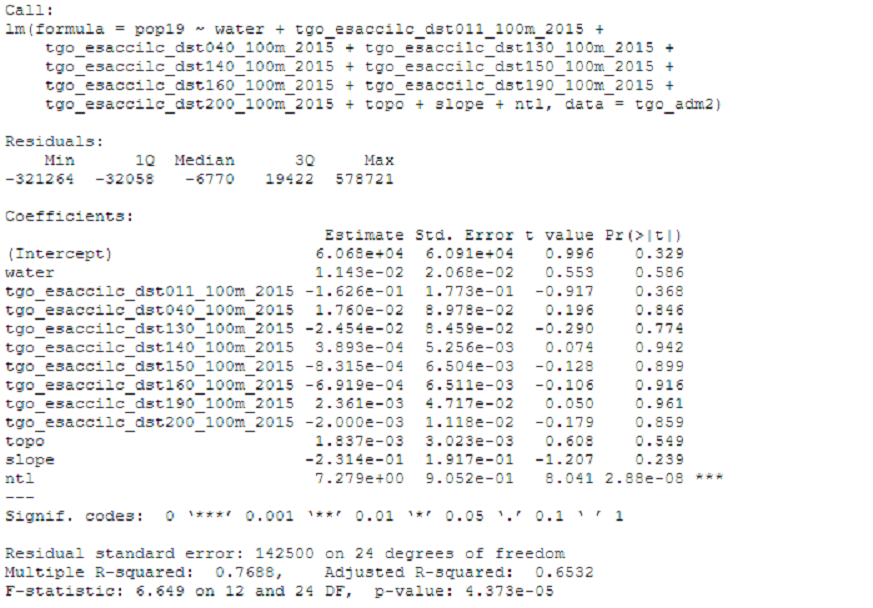 Call:
lm(formula = pop19 ~ water + tgo_esaccilc_dst011_100m_2015 +
    tgo_esaccilc_dst040_100m_2015 + tgo_esaccilc_dst130_100m_2015 +
    tgo_esaccilc_dst140_100m_2015 + tgo_esaccilc_dst150_100m_2015 +
    tgo_esaccilc_dst160_100m_2015 + tgo_esaccilc_dst190_100m_2015 +
    tgo_esaccilc_dst200_100m_2015 + topo + slope + ntl, data = tgo_adm2)
Residuals:
    Min      1Q  Median      3Q     Max
-321264  -32058   -6770   19422  578721
Coefficients:
                                Estimate Std. Error t value Pr(>|t|)
(Intercept)                    6.068e+04  6.091e+04   0.996    0.329
water                          1.143e-02  2.068e-02   0.553    0.586
tgo_esaccilc_dst011_100m_2015 -1.626e-01  1.773e-01  -0.917    0.368
tgo_esaccilc_dst040_100m_2015  1.760e-02  8.978e-02   0.196    0.846
tgo_esaccilc_dst130_100m_2015 -2.454e-02  8.459e-02  -0.290    0.774
tgo_esaccilc_dst140_100m_2015  3.893e-04  5.256e-03   0.074    0.942
tgo_esaccilc_dst150_100m_2015 -8.315e-04  6.504e-03  -0.128    0.899
tgo_esaccilc_dst160_100m_2015 -6.919e-04  6.511e-03  -0.106    0.916
tgo_esaccilc_dst190_100m_2015  2.361e-03  4.717e-02   0.050    0.961
tgo_esaccilc_dst200_100m_2015 -2.000e-03  1.118e-02  -0.179    0.859
topo                           1.837e-03  3.023e-03   0.608    0.549
slope                         -2.314e-01  1.917e-01  -1.207    0.239
ntl                            7.279e+00  9.052e-01   8.041 2.88e-08 ***
---
Signif. codes:  0 ‘***’ 0.001 ‘**’ 0.01 ‘*’ 0.05 ‘.’ 0.1 ‘ ’ 1
Residual standard error: 142500 on 24 degrees of freedom
Multiple R-squared:  0.7688,    Adjusted R-squared:  0.6532
F-statistic: 6.649 on 12 and 24 DF,  p-value: 4.373e-05